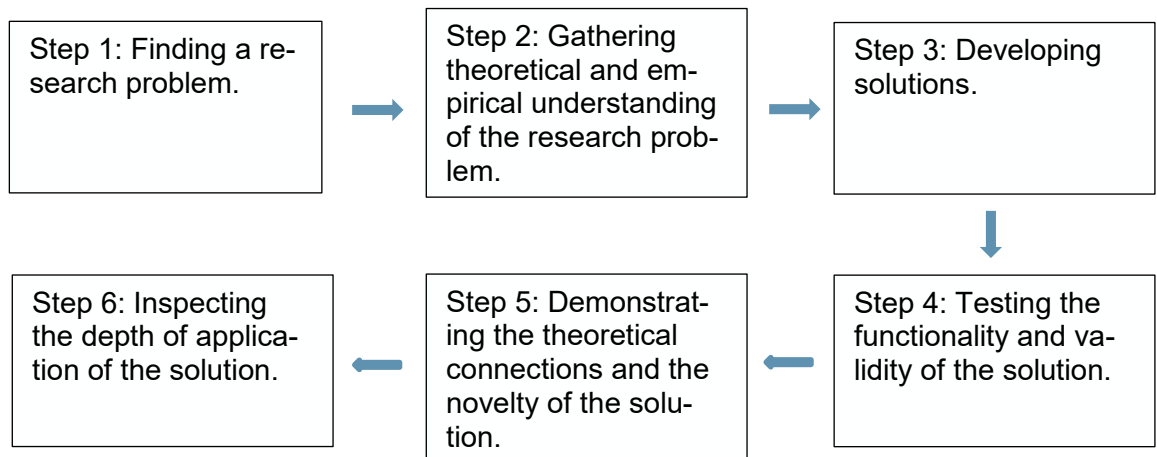 Step 1: Finding a re-
search problem.
Step 2: Gathering
theoretical and em-
pirical understanding
of the research prob-
lem.
Step 3: Developing
solutions.
Step 4: Testing the
functionality and va-
lidity of the solution.
Step 5: Demonstrat-
ing the theoretical
connections and the
novelty of the solu-
tion.
Step 6: Inspecting
the depth of applica-
tion of the solution.